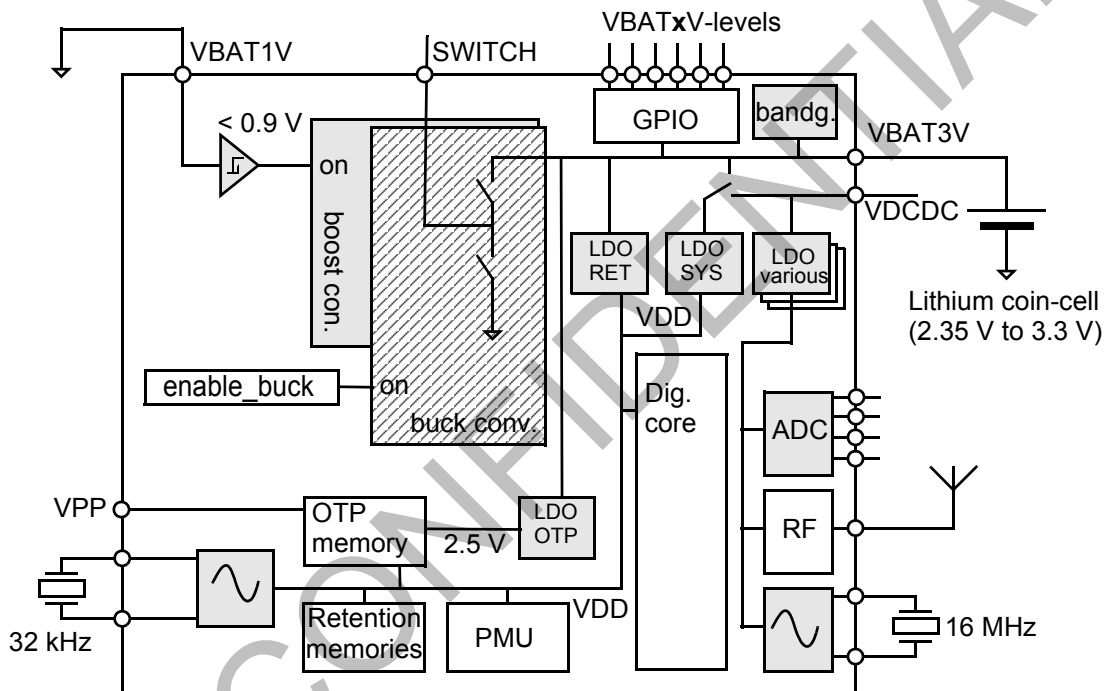 VBATxV-levels
VBAT1V
SWITCH
< 0.9 V
GPIO
bandg.
VBAT3V
on
boost con.
VDCDC
LDO
RET
LDO
SYS
LDO
various
VDD
Lithium coin-cell
(2.35 V to 3.3 V)
enable_buck
on
buck conv.
Dig.
core
ADC
VPP
OTP
memory
2.5 V
LDO
OTP
RF
VDD
Retention
memories
PMU
32 kHz
16 MHz
CONFIDENTIA